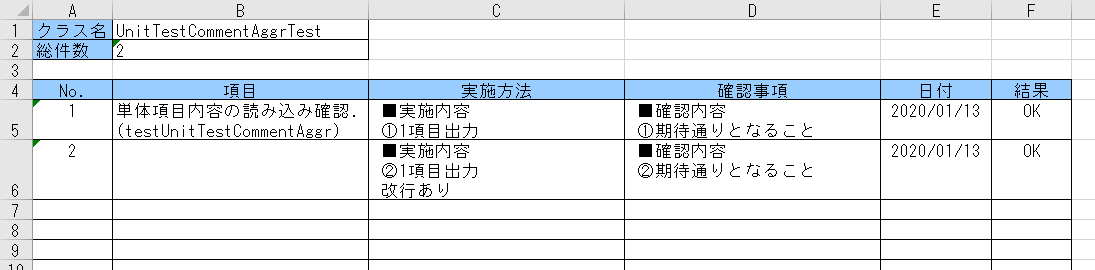 A B C D E F
1 クラス名 UnitTestCommentAggrTest
2 総件数 2
3
4 No. 項目 実施方法 確認事項 日付 結果
5 1 単体項目内容の読み込み確認. ■実施内容 ■確認内容 2020/01/13 OK
(testUnitTestCommentAggr) ①1項目出力 ①期待通りとなること
6 2 ■実施内容 ■確認内容 2020/01/13 OK
②1項目出力 ②期待通りとなること
改行あり
7
8
9
10